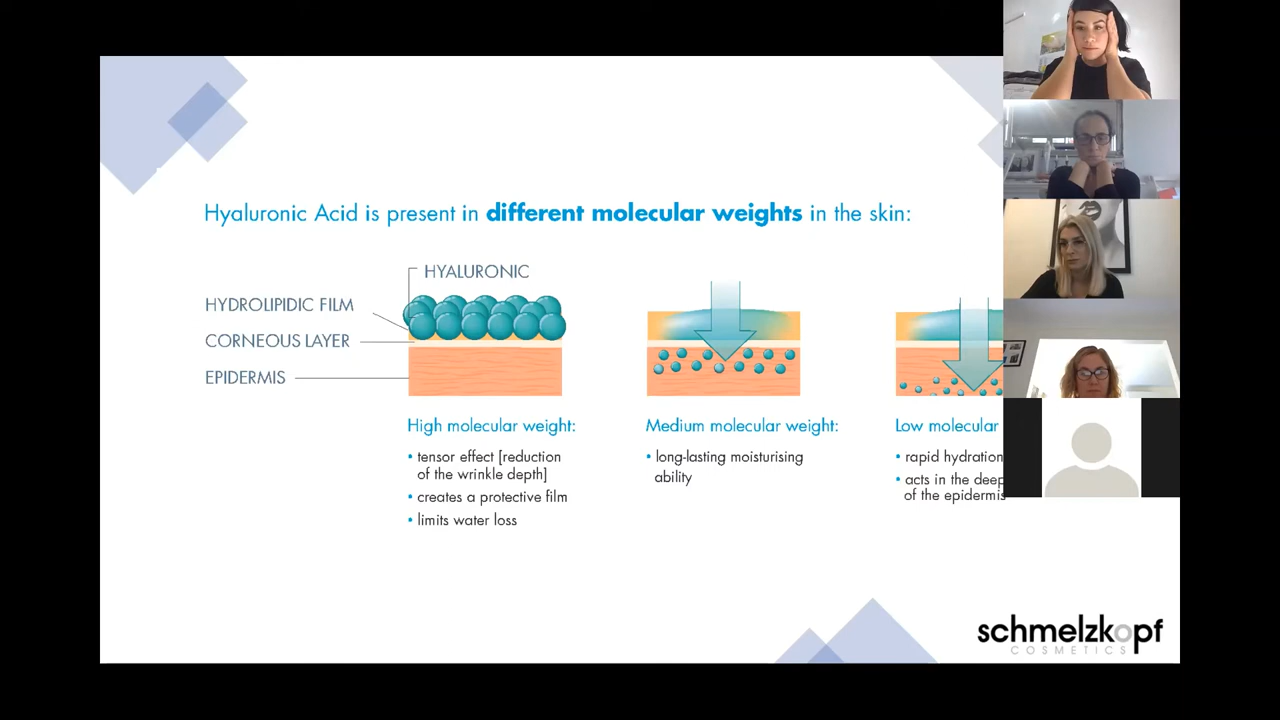 Hyaluronic Acid is present in different molecular weights in the skin:
HYALURONIC
HYDROLIPIDIC FILM
CORNEOUS LAYER
EPIDERMIS
High molecular weight:
• tensor effect [reduction
of the wrinkle depth]
• creates a protective film
• limits water loss
Medium molecular weight:
• long-lasting moisturising
ability
Low molecular
• rapid hydration
• acts in the deep
of the epidermis
schmelzkopf
COSMETICS